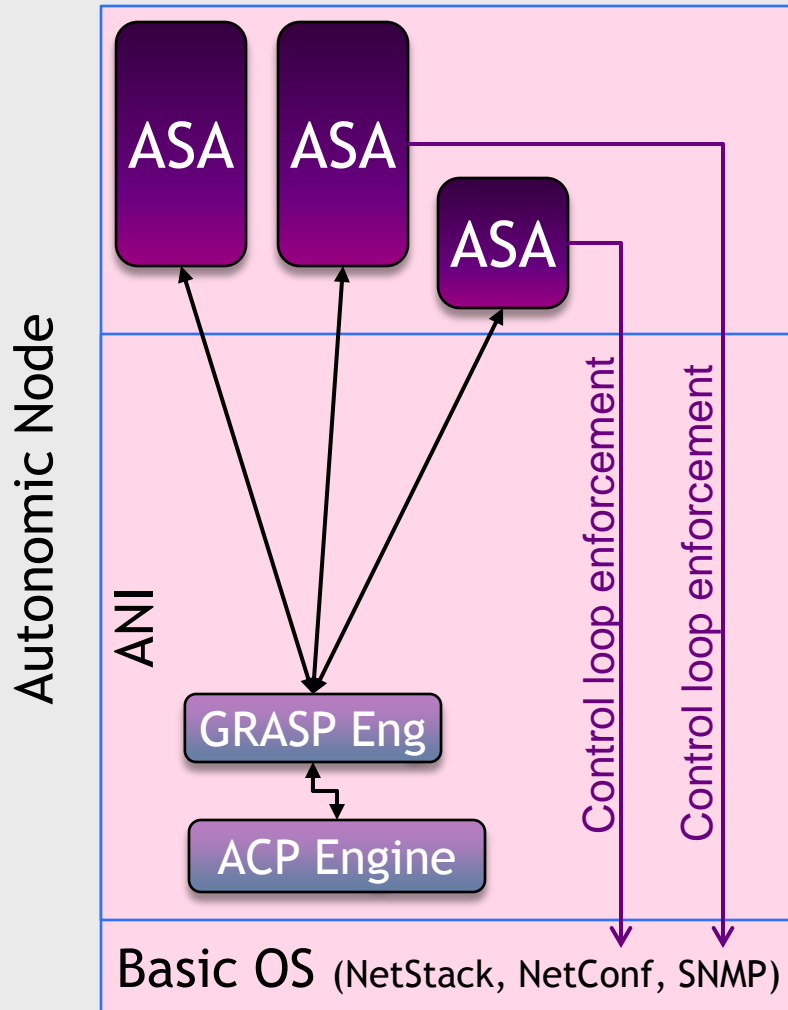 ASA
ASA
ASA
Autonomic Node
ANI
Control loop enforcement
Control loop enforcement
GRASP Eng
ACP Engine
Basic OS (NetStack, NetConf, SNMP)